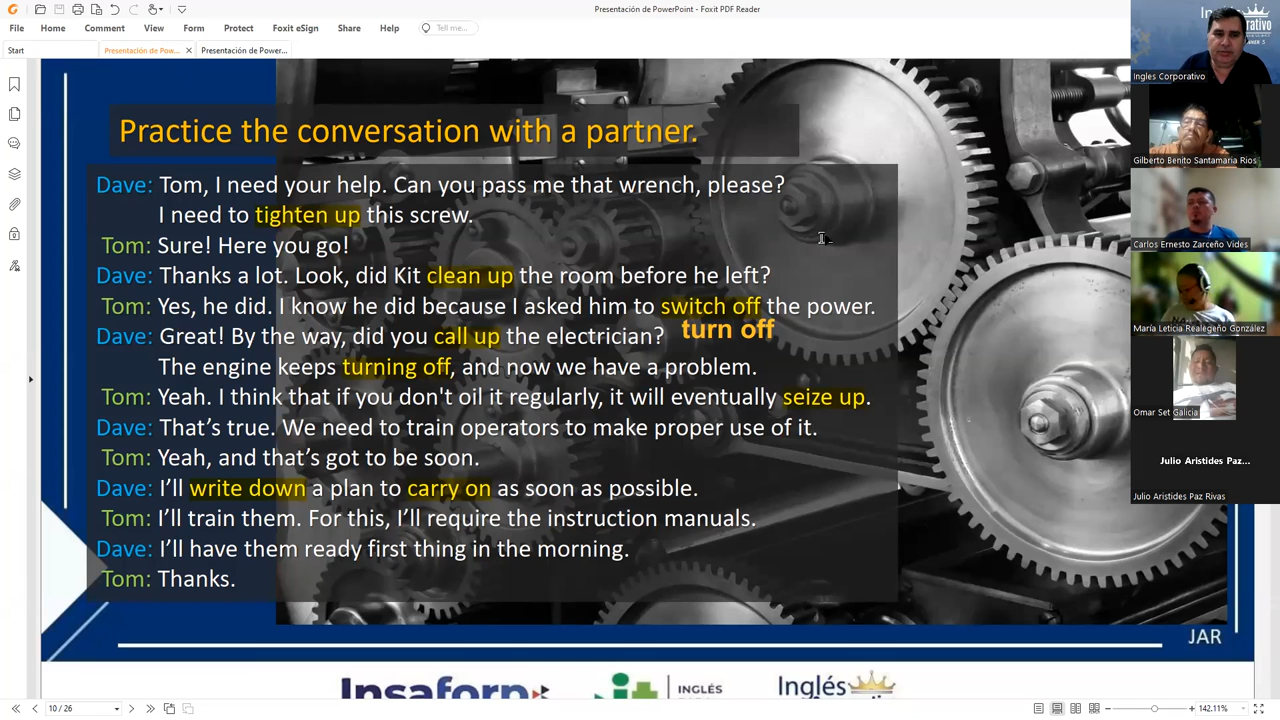 Presentación de PowerPoint - Foxit PDF Reader
File Home Comment View Form Protect Foxit eSign Share Help Tell me...
Start Presentación de Pow... Presentación de Power...
Practice the conversation with a partner.
Dave: Tom, I need your help. Can you pass me that wrench, please?
I need to tighten up this screw.
Tom: Sure! Here you go!
Dave: Thanks a lot. Look, did Kit clean up the room before he left?
Tom: Yes, he did. I know he did because I asked him to switch off the power.
turn off
Dave: Great! By the way, did you call up the electrician?
The engine keeps turning off, and now we have a problem.
Tom: Yeah. I think that if you don't oil it regularly, it will eventually seize up.
Dave: That's true. We need to train operators to make proper use of it.
Tom: Yeah, and that's got to be soon.
Dave: I'll write down a plan to carry on as soon as possible.
Tom: I'll train them. For this, I'll require the instruction manuals.
Dave: I'll have them ready first thing in the morning.
Tom: Thanks.
JAR
Insaforp
INGLÉS
Inglés
10 / 26
142.11%
Ingles Corporativo
Gilberto Benito Santamaria Rios
Carlos Ernesto Zarceño Vides
María Leticia Realegeño González
Omar Set Galicia
Julio Aristides Paz...
Julio Aristides Paz Rivas